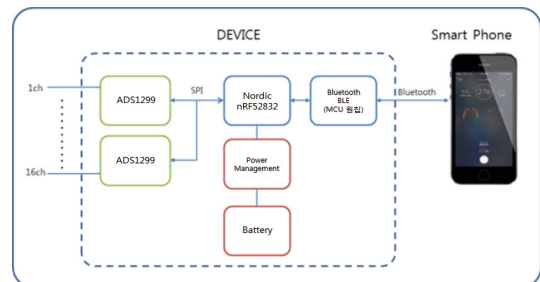 DEVICE
Smart Phone
1ch
ADS1299
SPI
Nordic
nRF52832
Bluetooth
BLE
(MCU 원칩)
Bluetooth
ADS1299
16ch
Power
Management
Battery